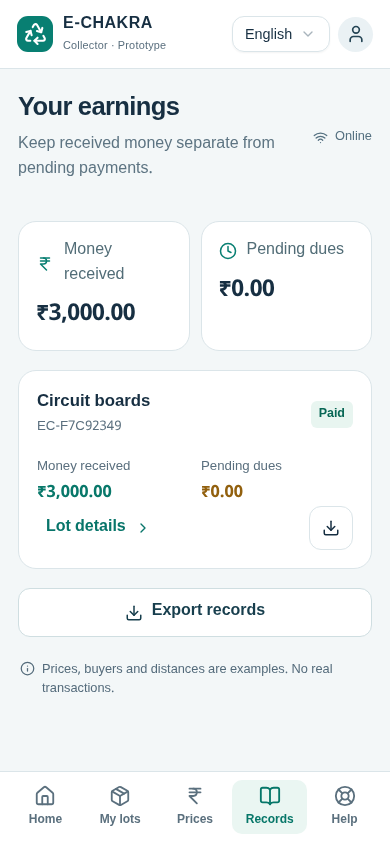 E-CHAKRA
Collector · Prototype
English
Your earnings
Keep received money separate from
pending payments.
Online
Money
received
₹3,000.00
Pending dues
₹0.00
Circuit boards
EC-F7C92349
Paid
Money received
Pending dues
₹3,000.00
₹0.00
Lot details
Export records
Prices, buyers and distances are examples. No real
transactions.
Home
My lots
Prices
Records
Help